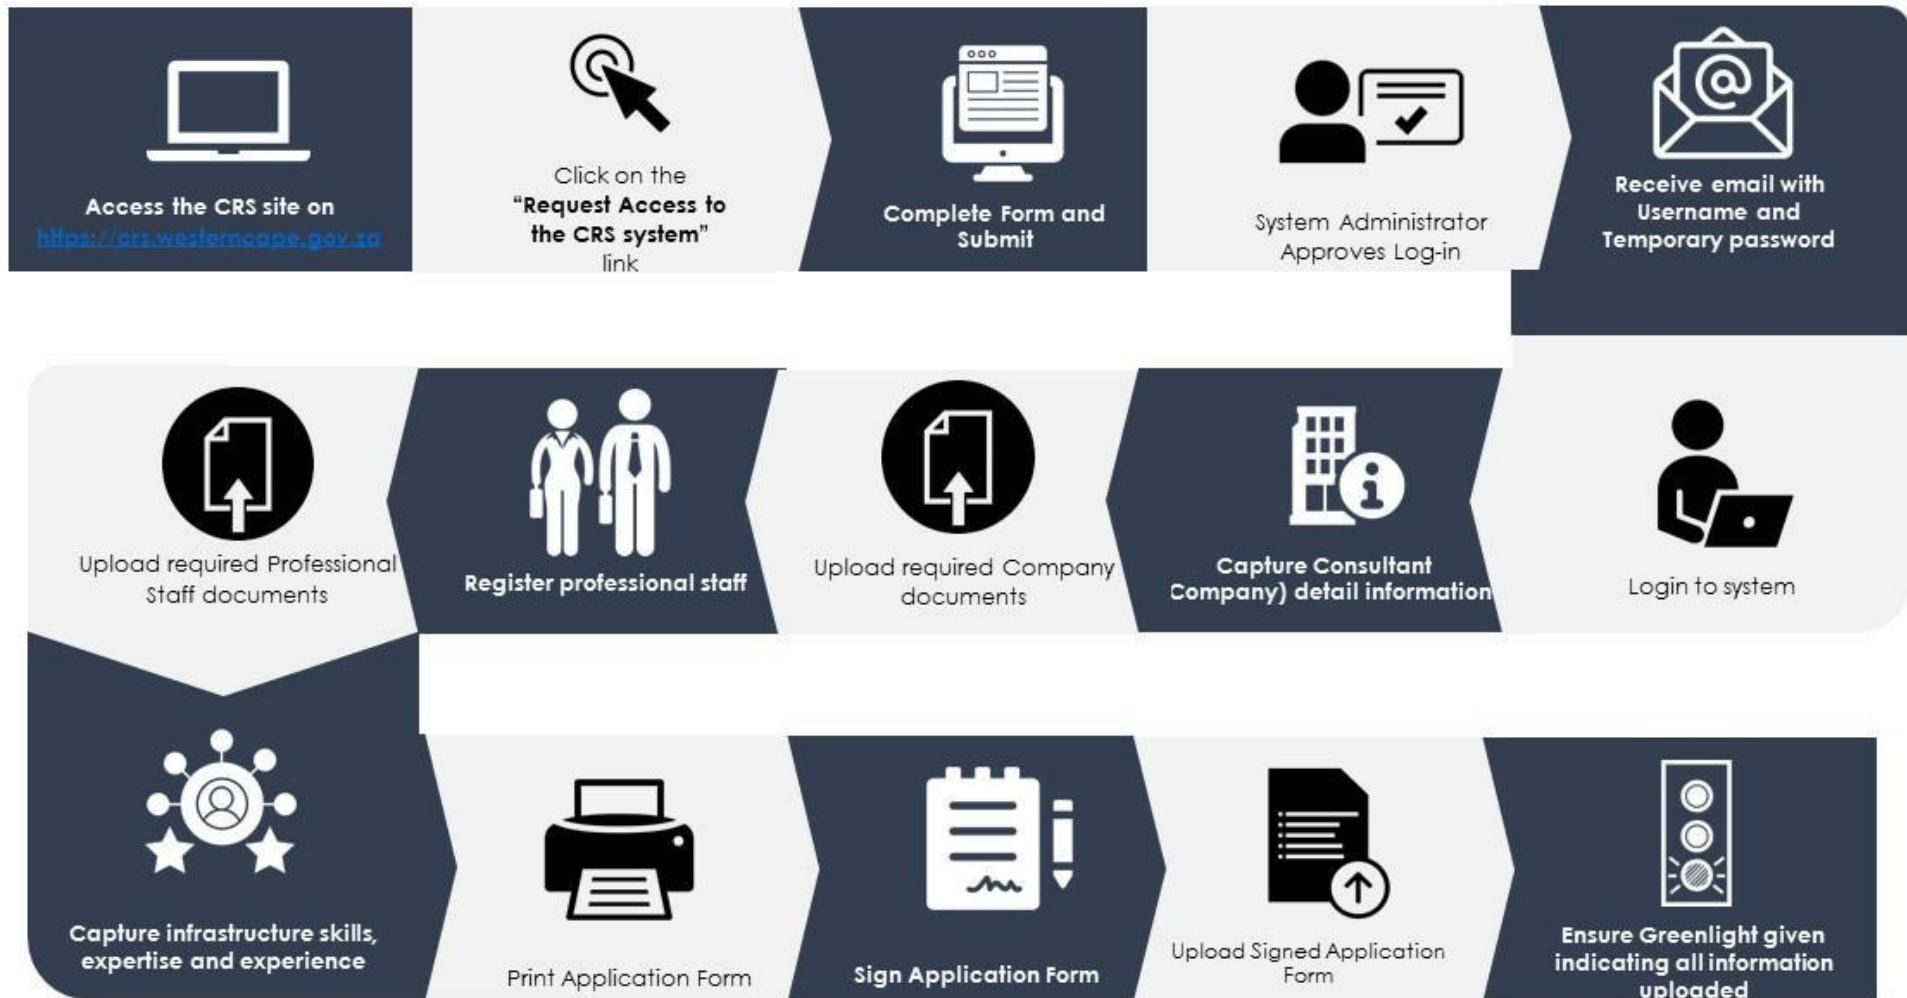 Access the CRS site on
https://crs.westerncape.gov.za
Click on the
“Request Access to
the CRS system”
link
Complete Form and
Submit
System Administrator
Approves Log-in
@
Receive email with
Username and
Temporary password
Login to system
i
Capture Consultant
Company) detail information
Upload required Company
documents
Register professional staff
Upload required Professional
Staff documents
Capture infrastructure skills,
expertise and experience
Print Application Form
Sign Application Form
Upload Signed Application
Form
Ensure Greenlight given
indicating all information
uploaded